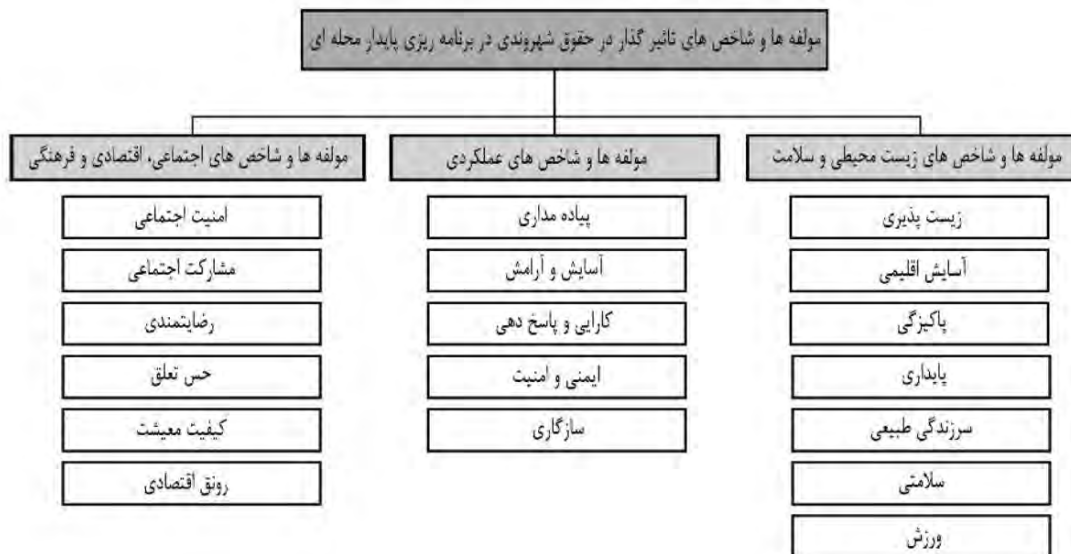 مولفه ها و شاخص های تاثیر گذار در حقوق شهروندی در برنامه ریزی پایدار محله ای
مولفه ها و شاخص های زیست محیطی و سلامت
زیست پذیری
آسایش اقلیمی
پاکیزگی
پایداری
سرزندگی طبیعی
سلامتی
ورزش
مولفه ها و شاخص های عملکردی
پیاده مداری
آسایش و آرامش
کارایی و پاسخ دهی
ایمنی و امنیت
سازگاری
مولفه ها و شاخص های اجتماعی، اقتصادی و فرهنگی
امنیت اجتماعی
مشارکت اجتماعی
رضایتمندی
حس تعلق
کیفیت معیشت
رونق اقتصادی